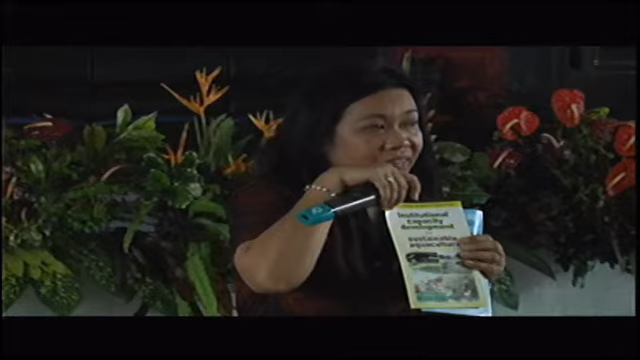 Institutional
Capacity
development
sustainable
aquaculture